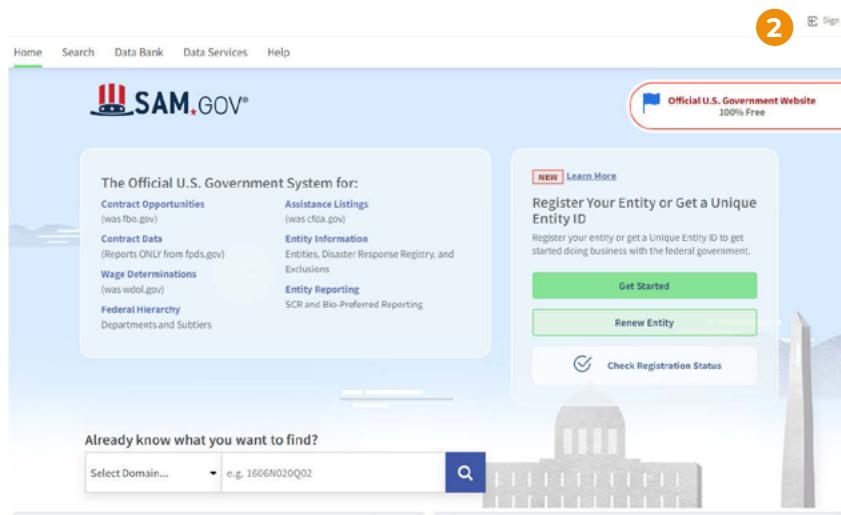 2
Sign
Home Search Data Bank Data Services Help
SAM.GOV®
Official U.S. Government Website
100% Free
The Official U.S. Government System for:
Contract Opportunities
(was fbo.gov)
Contract Data
(Reports ONLY from fpds.gov)
Wage Determinations
(was wdol.gov)
Federal Hierarchy
Departments and Subtiers
Assistance Listings
(was cfda.gov)
Entity Information
Entities, Disaster Response Registry, and
Exclusions
Entity Reporting
SCR and Bio-Preferred Reporting
NEW Learn More
Register Your Entity or Get a Unique
Entity ID
Register your entity or get a Unique Entity ID to get
started doing business with the federal government.
Get Started
Renew Entity
Check Registration Status
Already know what you want to find?
Select Domain... e.g. 1606N020Q02